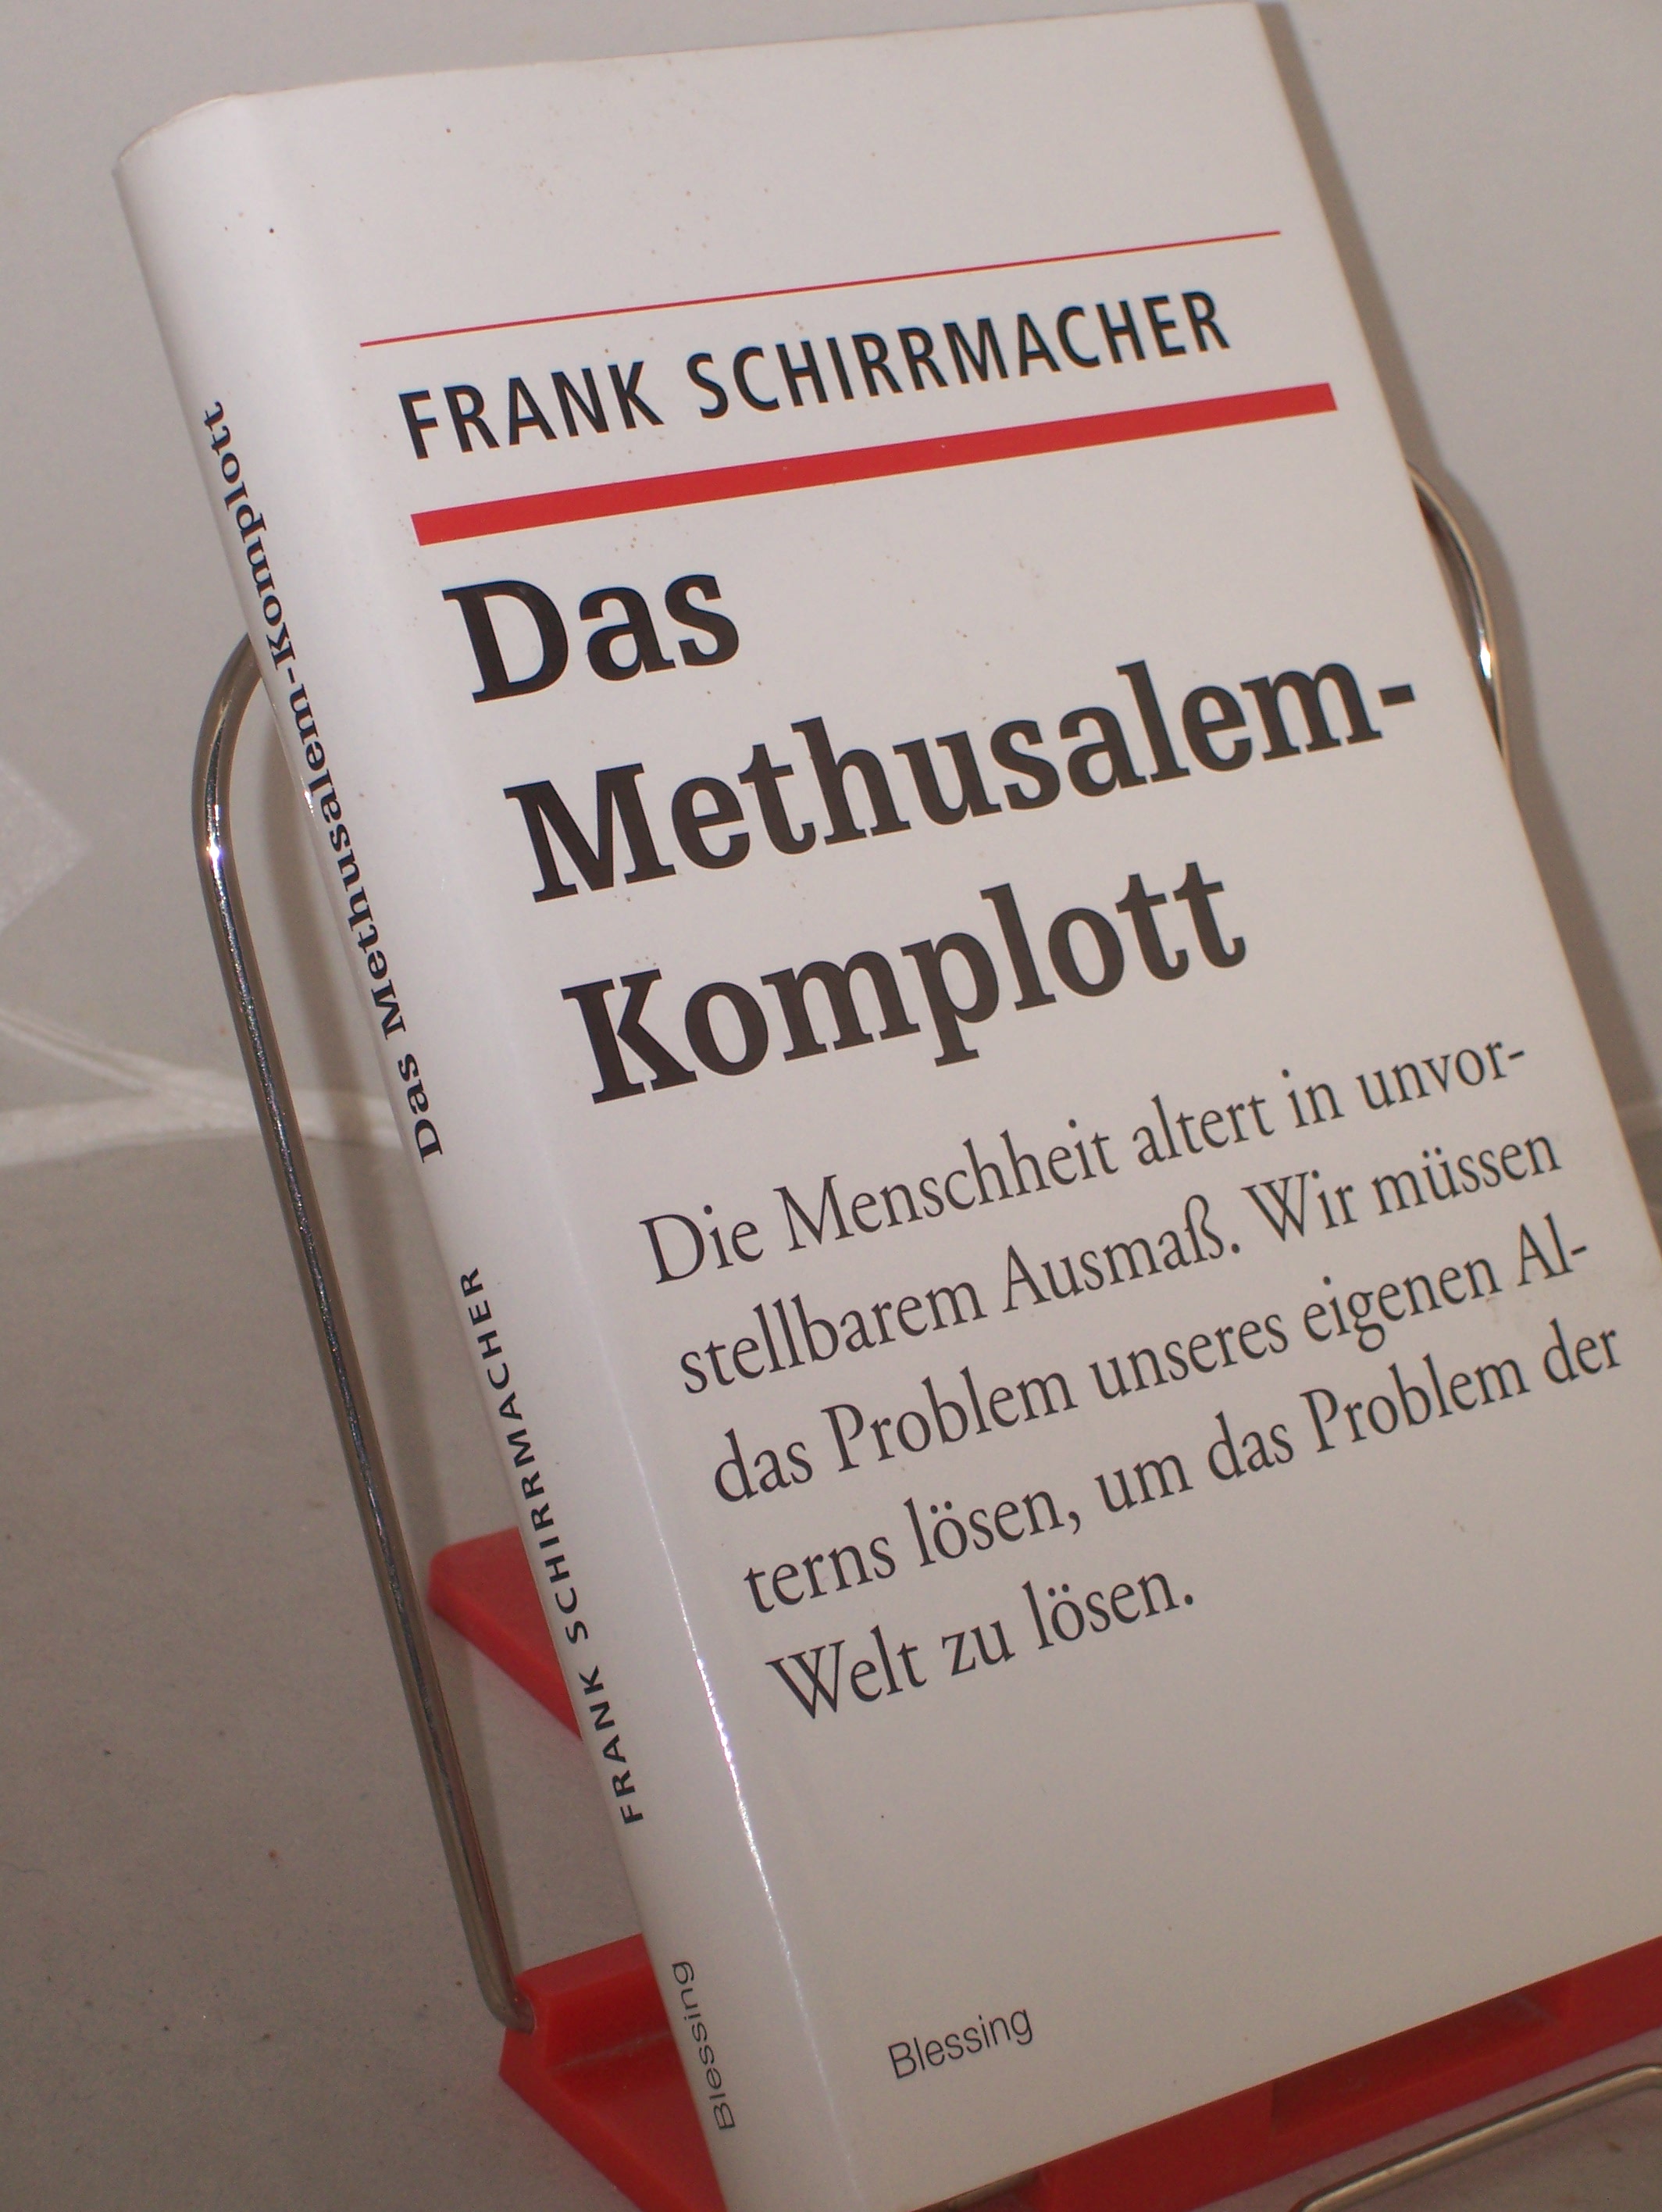 FRANK SCHIRRMACHER
Das
Methusalem-
Komplott
Die Menschheit altert in unvor-
stellbarem Ausmaß. Wir müssen
das Problem unseres eigenen Al-
terns lösen, um das Problem der
Welt zu lösen.
Blessing
Blessing FRANK SCHIRRMACHER Das Methusalem-Komplott